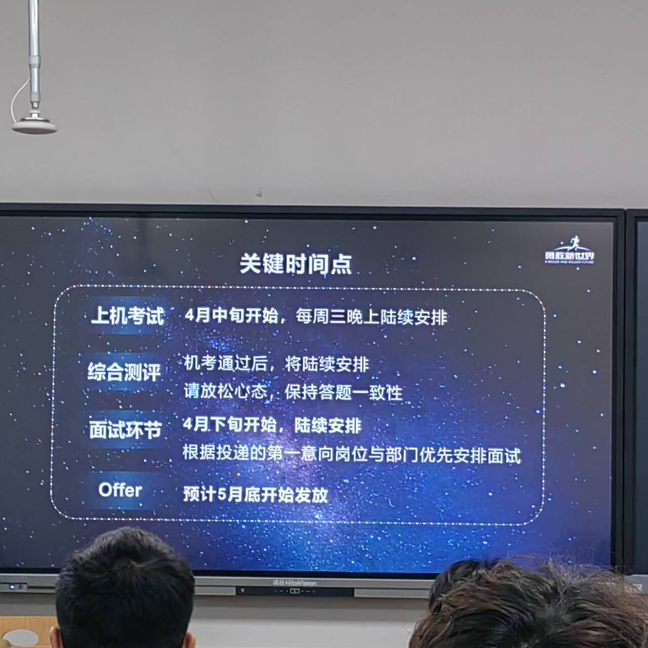 关键时间点
勇敢新世界
上机考试
4月中旬开始，每周三晚上陆续安排
综合测评
机考通过后，将陆续安排
请放松心态，保持答题一致性
面试环节
4月下旬开始，陆续安排
根据投递的第一意向岗位与部门优先安排面试
Offer
预计5月底开始发放